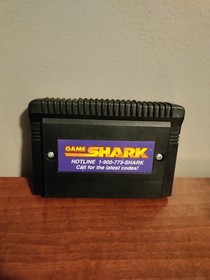 GAME SHARK
HOTLINE 1-900-773-SHARK
Call for the latest codes!